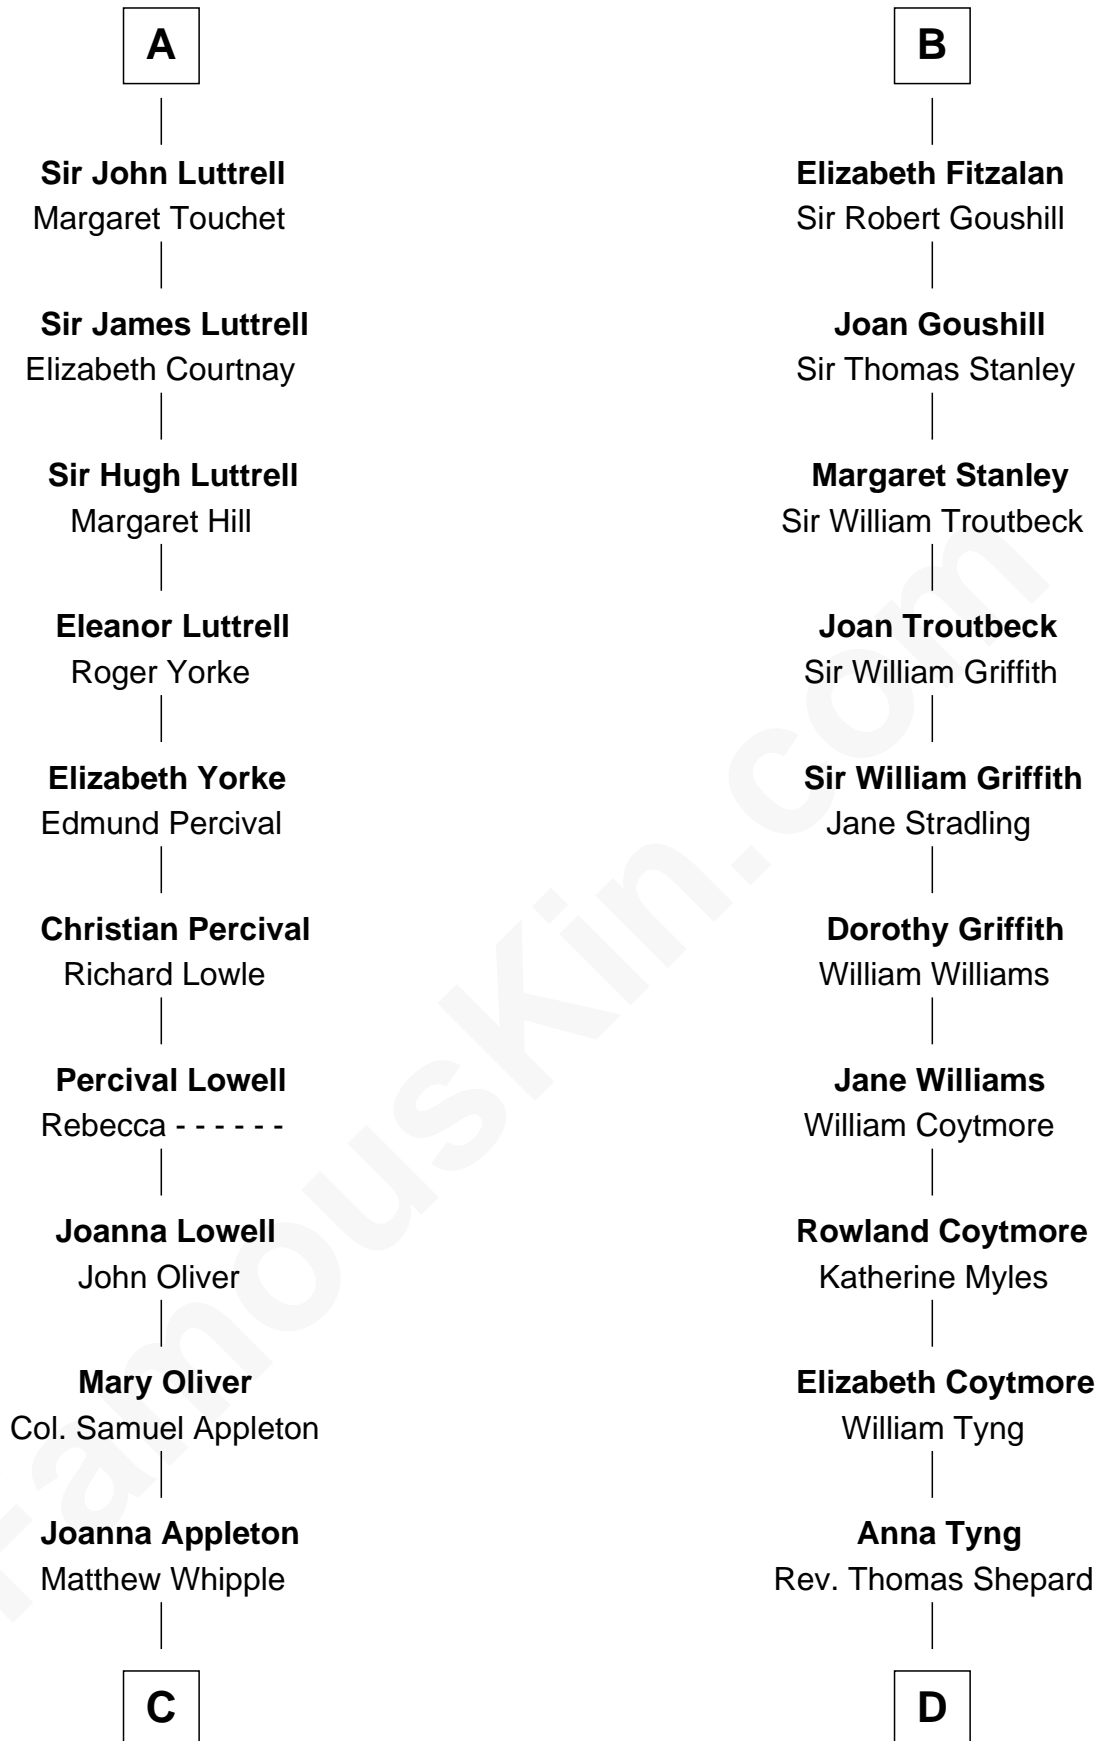 A
Sir John Luttrell
Margaret Touchet
Sir James Luttrell
Elizabeth Courtnay
Sir Hugh Luttrell
Margaret Hill
Eleanor Luttrell
Roger Yorke
Elizabeth Yorke
Edmund Percival
Christian Percival
Richard Lowle
Percival Lowell
Rebecca - - - - - -
Joanna Lowell
John Oliver
Mary Oliver
Col. Samuel Appleton
Joanna Appleton
Matthew Whipple
C
B
Elizabeth Fitzalan
Sir Robert Goushill
Joan Goushill
Sir Thomas Stanley
Margaret Stanley
Sir William Troutbeck
Joan Troutbeck
Sir William Griffith
Sir William Griffith
Jane Stradling
Dorothy Griffith
William Williams
Jane Williams
William Coytmore
Rowland Coytmore
Katherine Myles
Elizabeth Coytmore
William Tyng
Anna Tyng
Rev. Thomas Shepard
D
FamousKin.com